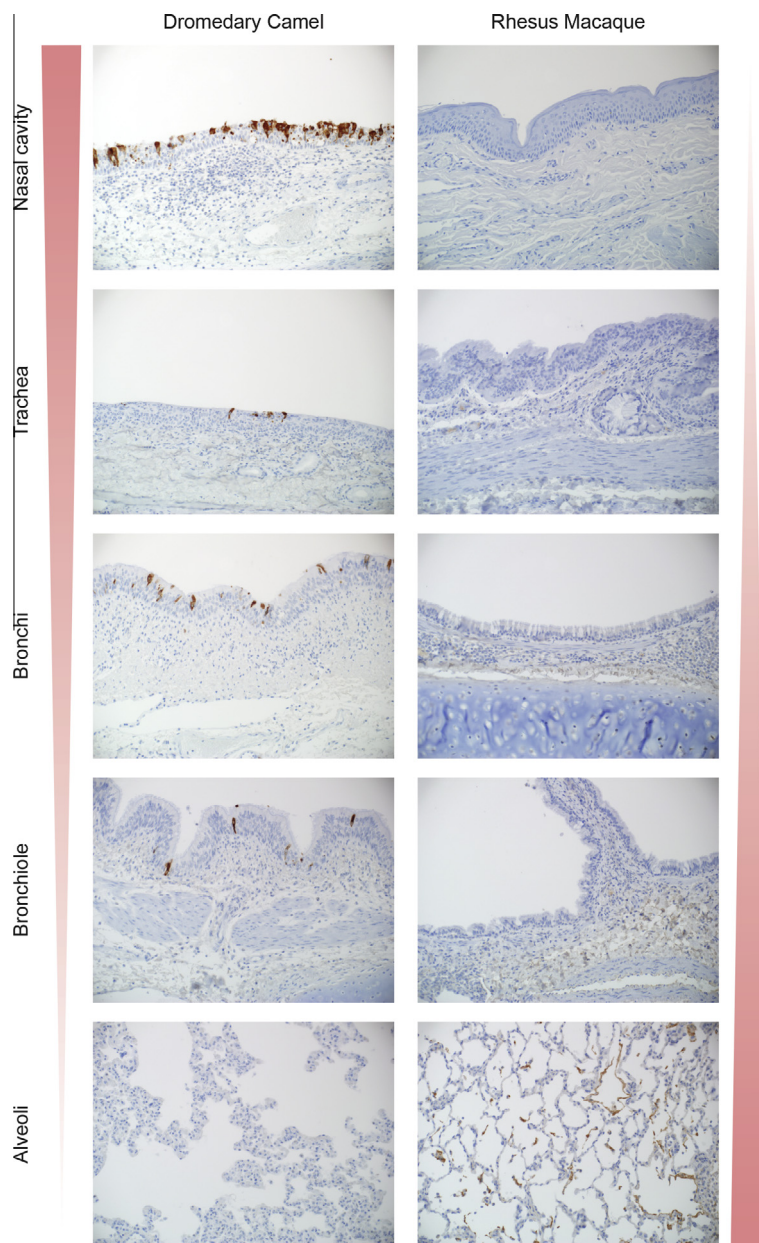 Dromedary Camel
Rhesus Macaque
Nasal cavity
Trachea
Bronchi
Bronchiole
Alveoli